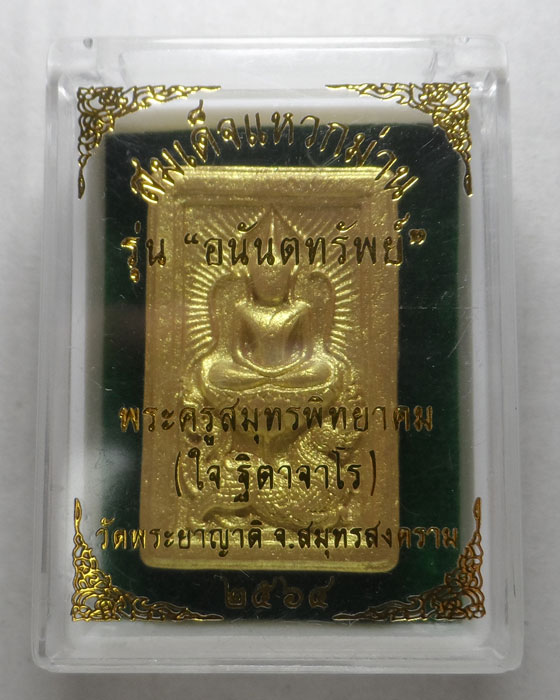 สมเด็จแหวกม่าน
รุ่น “อนันตทรัพย์”
พระครูสมุทรพิทยาคม
(ใจ ฐิตาจาโร)
วัดพระยาญาติ จ.สมุทรสงคราม
๒๕๖๔